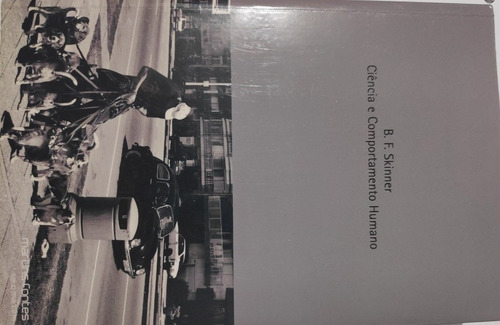 B. F. Skinner
Ciência e Comportamento Humano
martins fontes